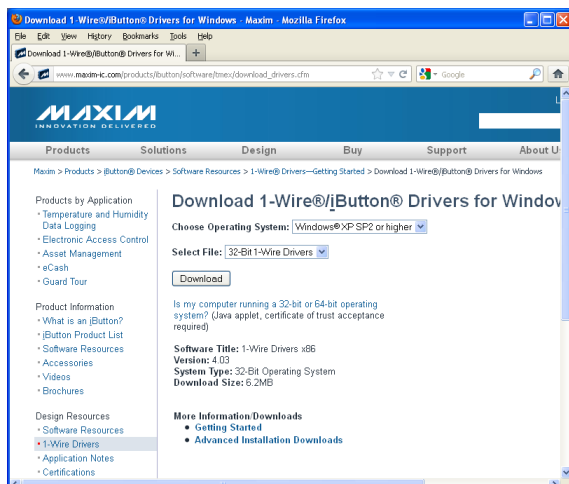 Download 1-Wire®/iButton® Drivers for Windows - Maxim - Mozilla Firefox
File Edit View History Bookmarks Tools Help
Download 1-Wire®/iButton® Drivers for Wi... +
www.maxim-ic.com/products/ibutton/software/tmex/download_drivers.cfm
Google
L
MAXIM
INNOVATION DELIVERED
Products Solutions Design Buy Support About U
Maxim > Products > iButton® Devices > Software Resources > 1-Wire® Drivers—Getting Started > Download 1-Wire®/iButton® Drivers for Windows
Products by Application
Temperature and Humidity
Data Logging
Electronic Access Control
Asset Management
eCash
Guard Tour
Product Information
What is an iButton?
iButton Product List
Software Resources
Accessories
Videos
Brochures
Design Resources
Software Resources
1-Wire Drivers
Application Notes
Certifications
Download 1-Wire®/iButton® Drivers for Window
Choose Operating System: Windows® XP SP2 or higher
Select File: 32-Bit 1-Wire Drivers
Download
Is my computer running a 32-bit or 64-bit operating
system? (Java applet, certificate of trust acceptance
required)
Software Title: 1-Wire Drivers x86
Version: 4.03
System Type: 32-Bit Operating System
Download Size: 6.2MB
More Information/Downloads
• Getting Started
• Advanced Installation Downloads